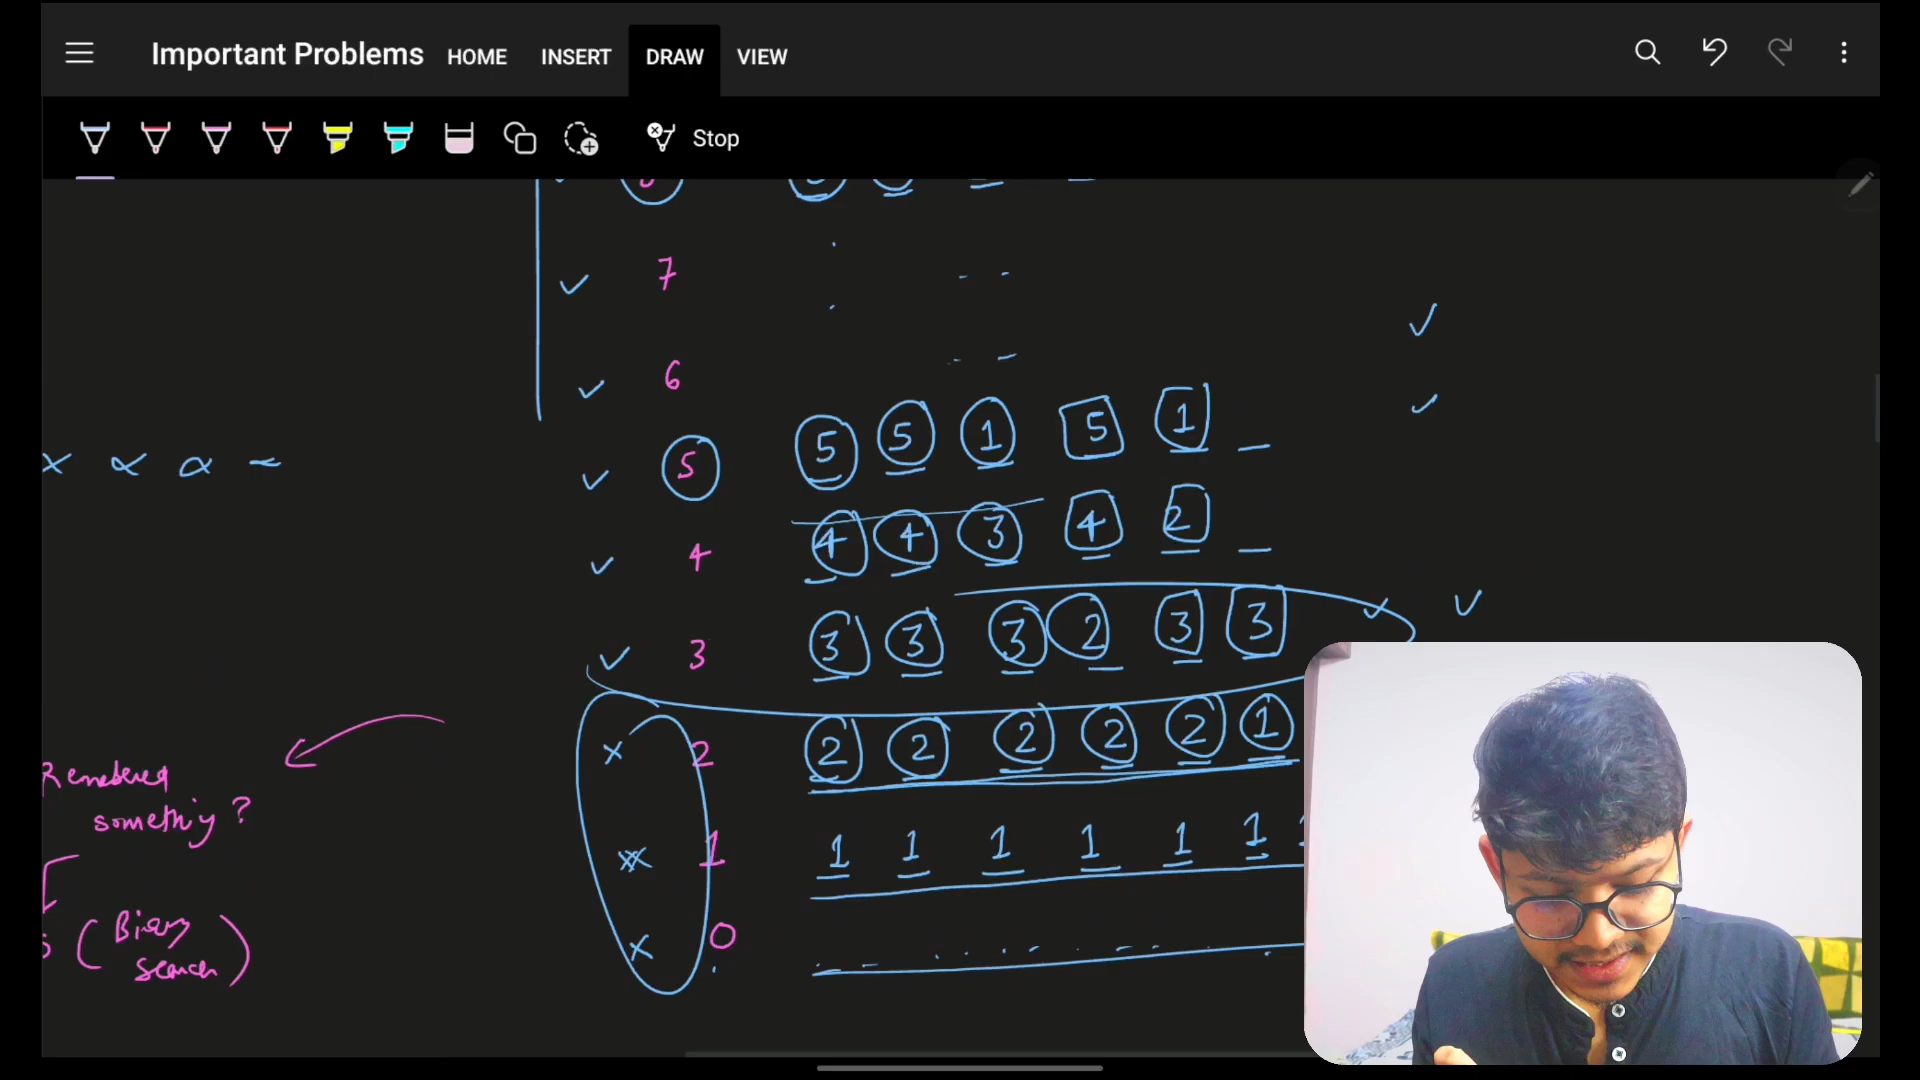 Important Problems HOME INSERT DRAW VIEW
Stop
7
6
5 5 5 1 5 1
4 4 4 3 4 2
3 3 3 3 2 3 3
2 2 2 2 2 2 1
1 1 1 1 1 1 1
0
something?
(Binary
search)